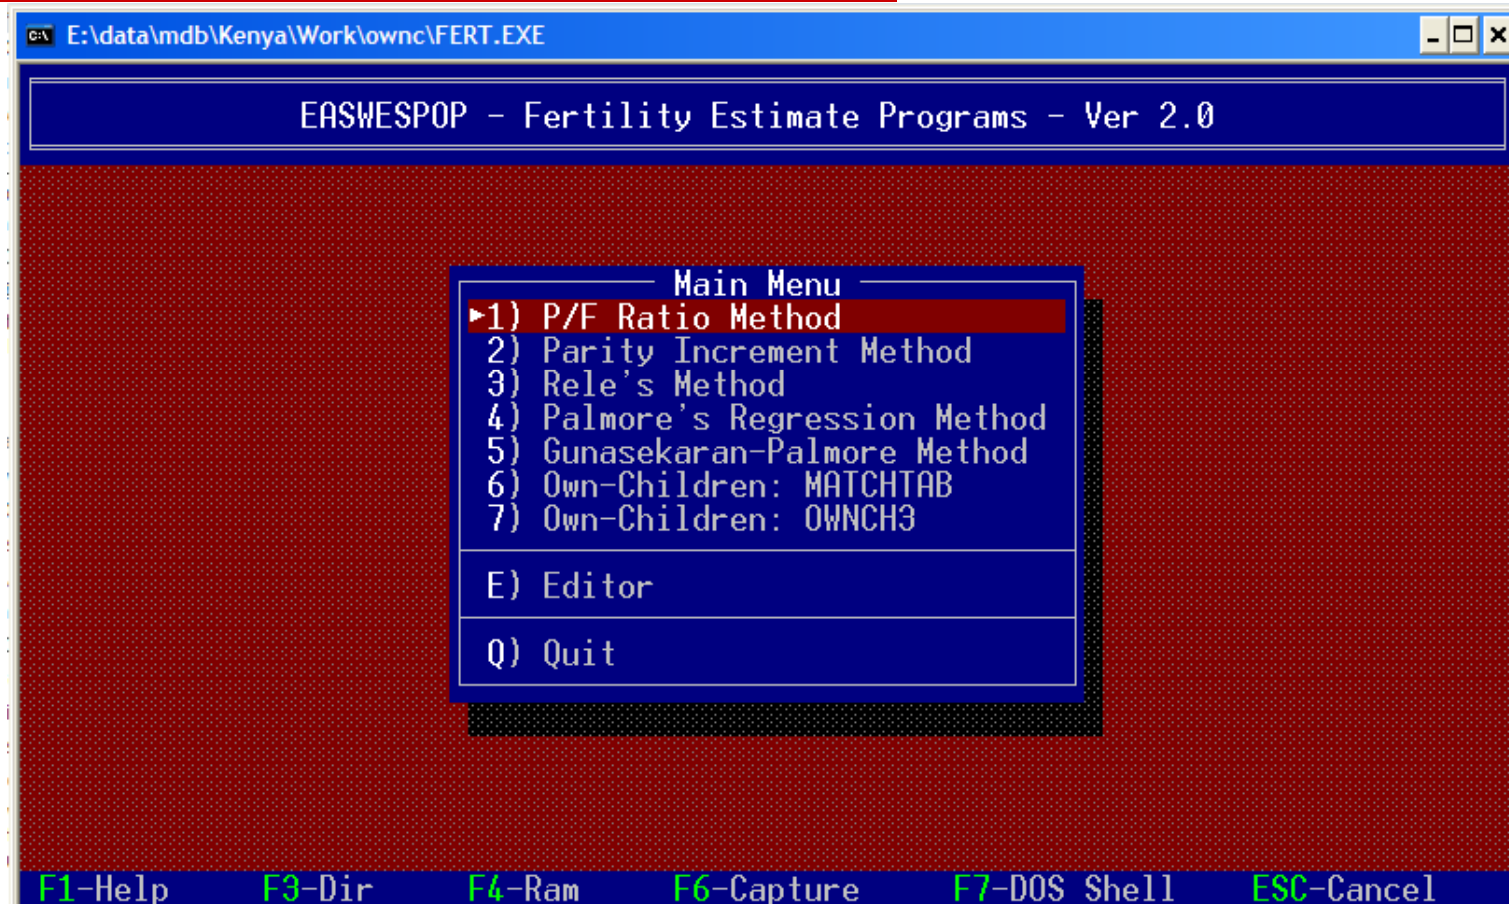 E:\data\mdb\Kenya\Work\ownc\FERT.EXE
EASWESPOP - Fertility Estimate Programs - Ver 2.0
Main Menu
►1) P/F Ratio Method
2) Parity Increment Method
3) Rele's Method
4) Palmore's Regression Method
5) Gunasekaran-Palmore Method
6) Own-Children: MATCHTAB
7) Own-Children: OWNCH3
E) Editor
Q) Quit
F1-Help F3-Dir F4-Ram F6-Capture F7-DOS Shell ESC-Cancel